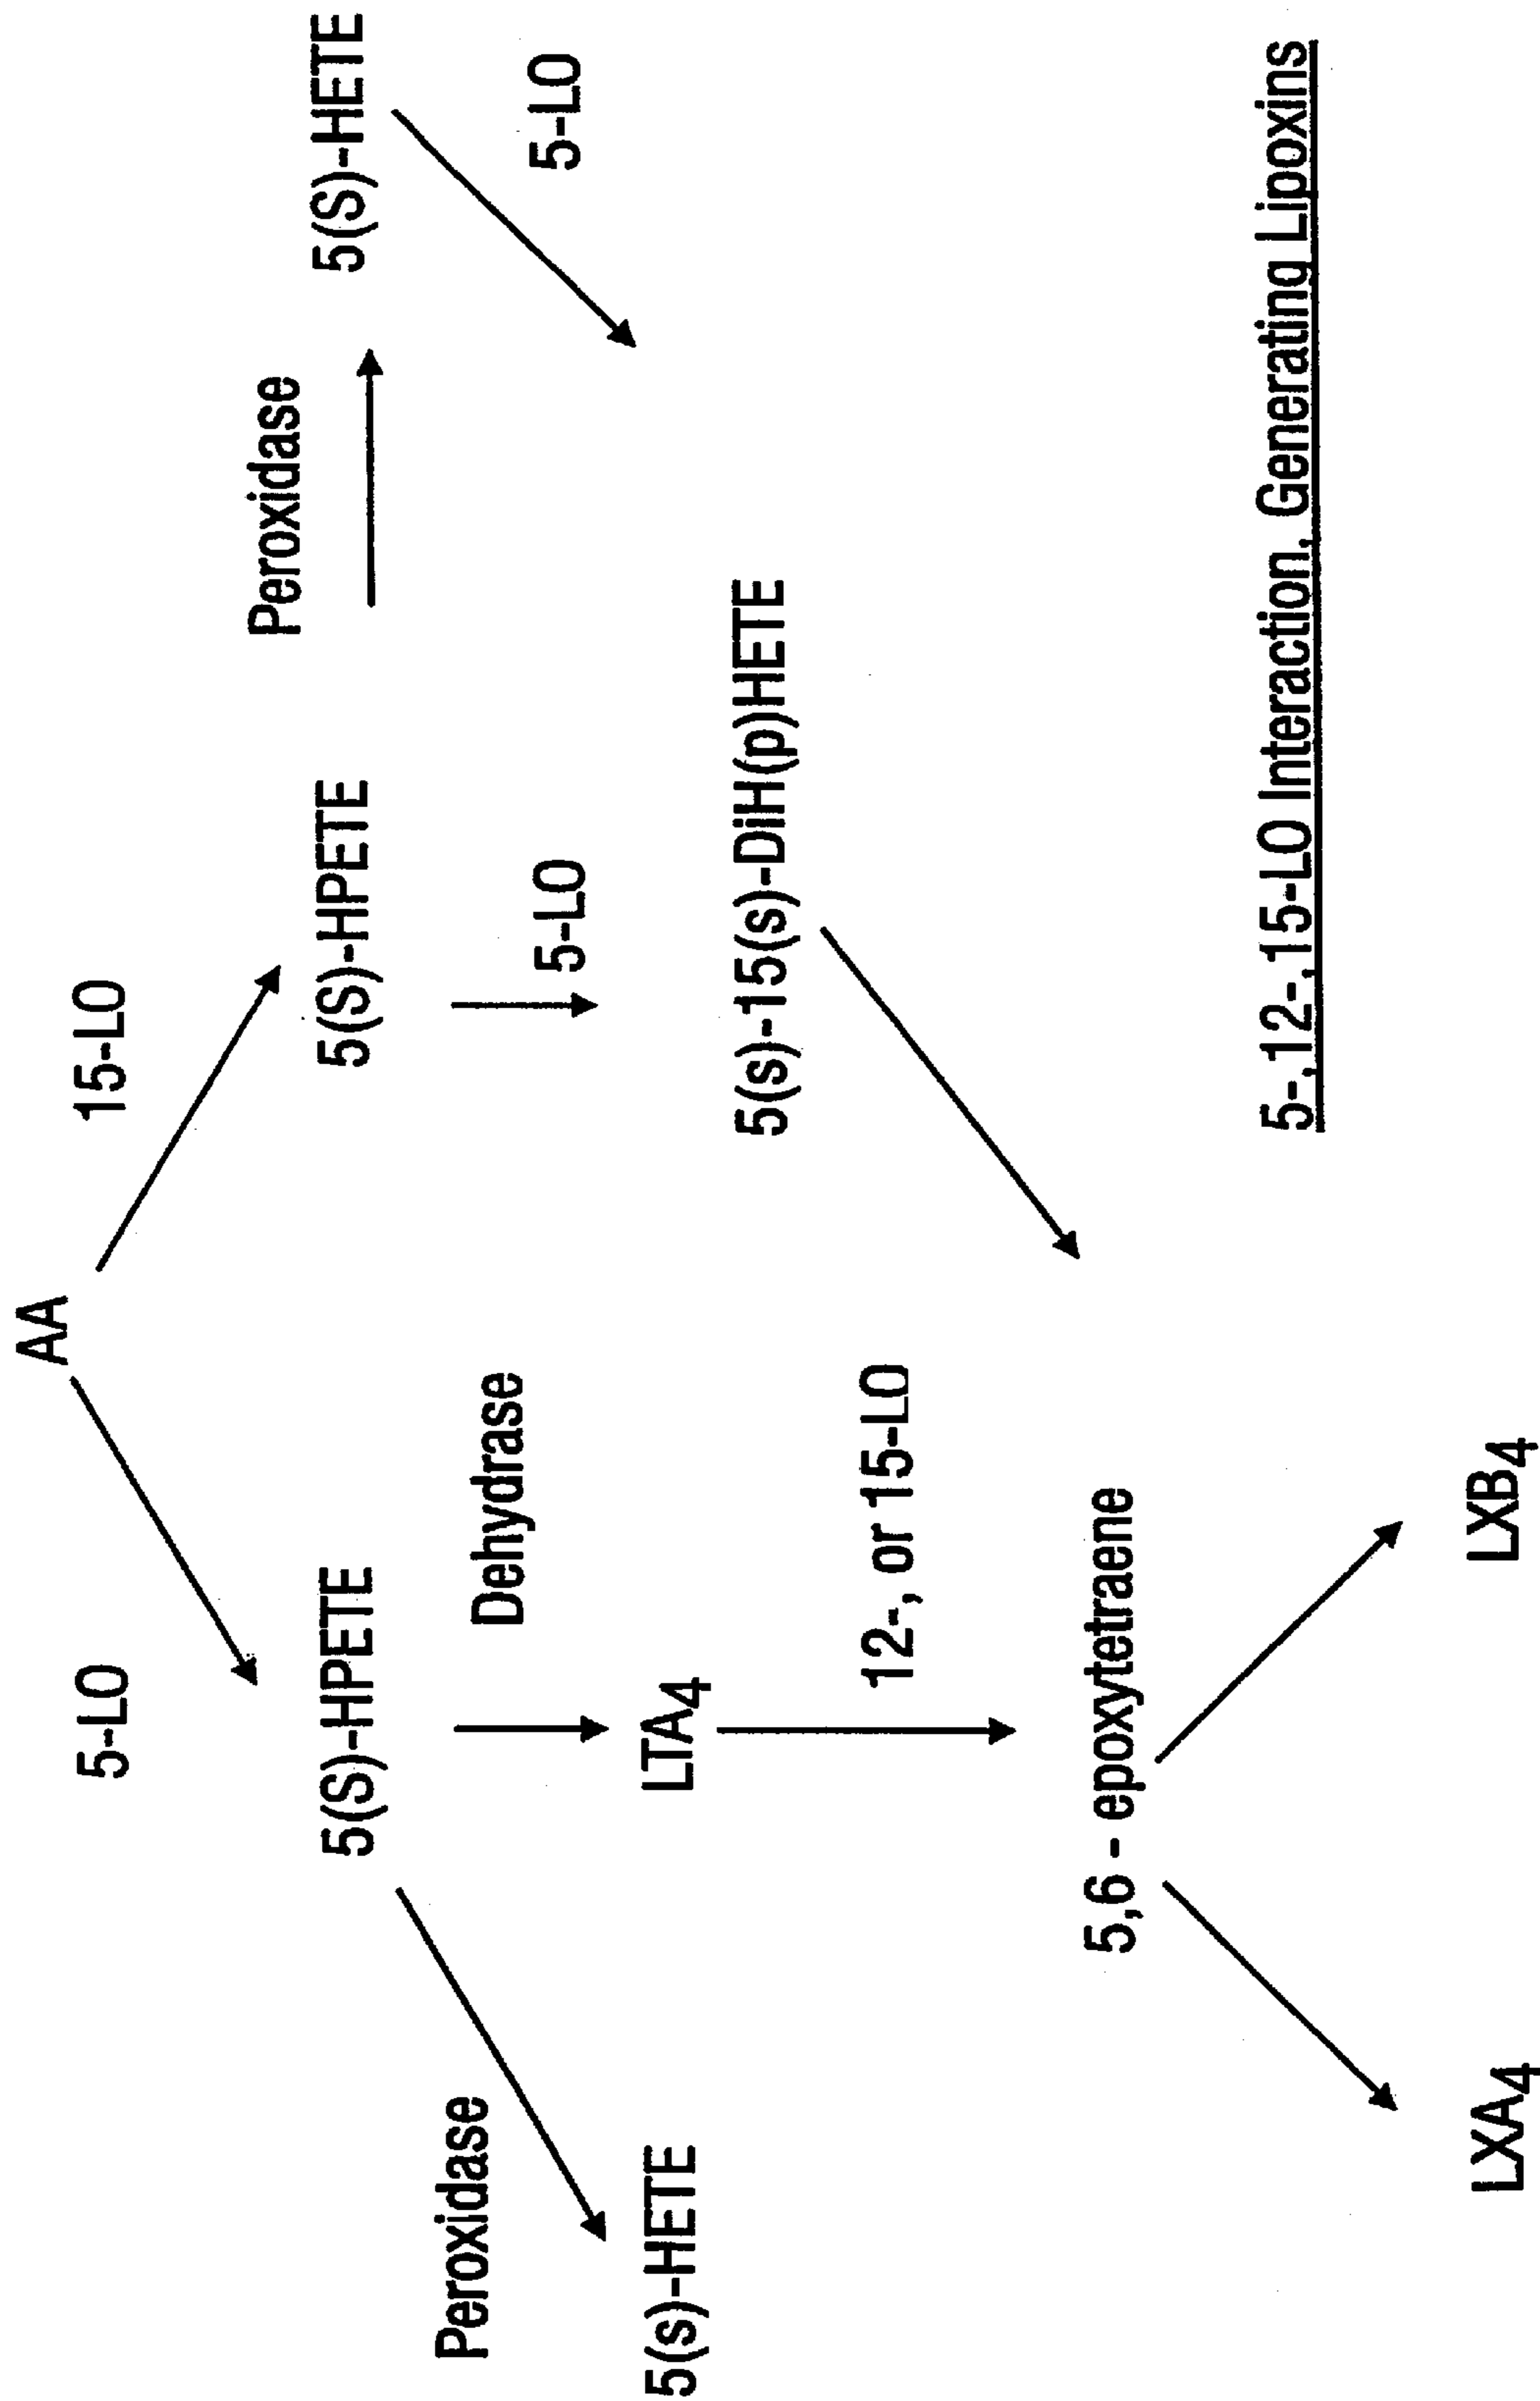 AA
5-LO
15-LO
5(S)-HPETE
5(S)-HPETE
Peroxidase
5(S)-HETE
Peroxidase
Dehydrase
5-LO
5-LO
5(s)-HETE
LTA4
5(s)-15(s)-DiH(p)HETE
12-, or 15-LO
5,6 - epoxytetraene
5-,12-,15-LO Interaction, Generating Lipoxins
LXA4
LXB4